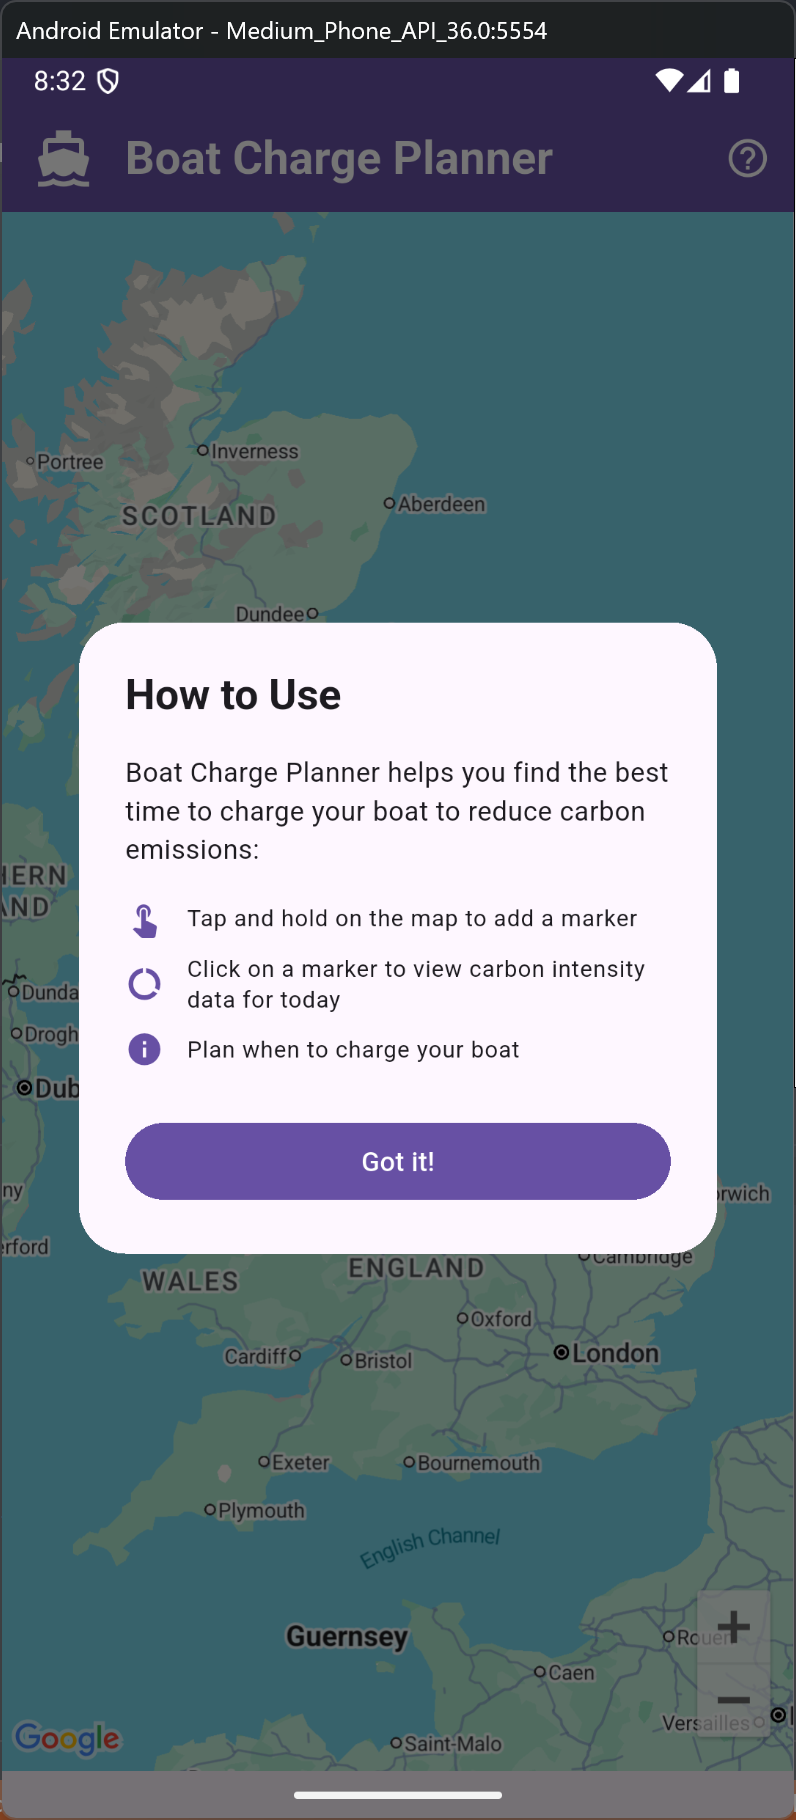 Android Emulator - Medium_Phone_API_36.0:5554
8:32
Boat Charge Planner
Portree
Inverness
SCOTLAND
Aberdeen
Dundee
How to Use
Boat Charge Planner helps you find the best
time to charge your boat to reduce carbon
emissions:
Tap and hold on the map to add a marker
Click on a marker to view carbon intensity
data for today
Plan when to charge your boat
Got it!
HERN
AND
Dunda
Drogh
Dub
ny
erford
rwich
Cambridge
WALES
ENGLAND
Oxford
Cardiff
Bristol
London
Exeter
Bournemouth
Plymouth
English Channel
Guernsey
Rouen
Caen
Versailles
Saint-Malo
Google